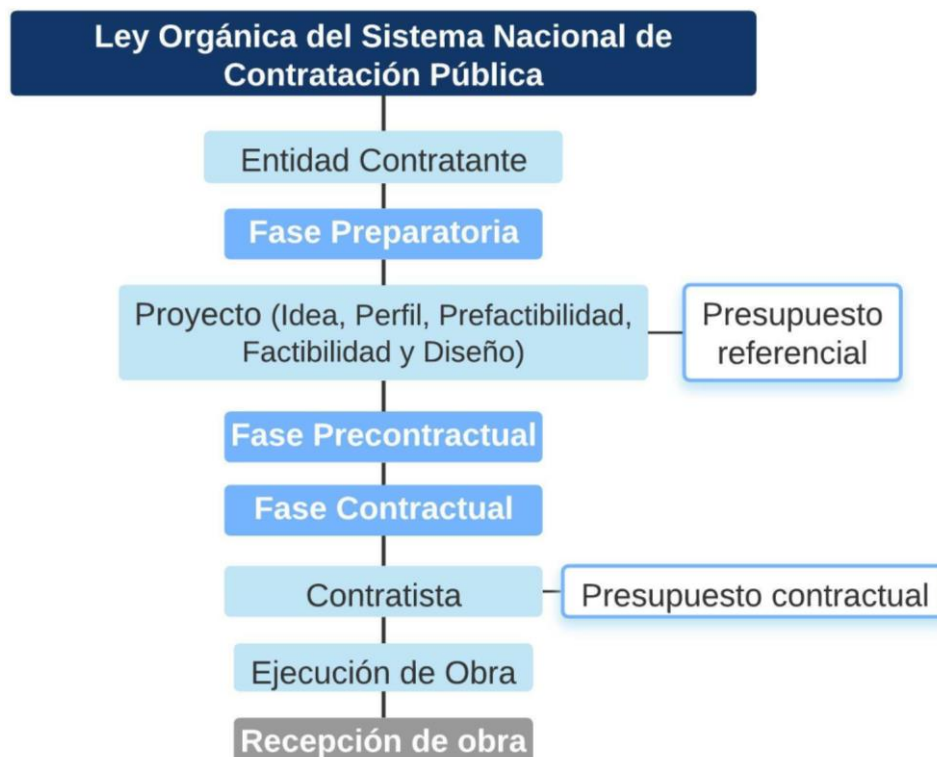 Ley Orgánica del Sistema Nacional de
Contratación Pública
Entidad Contratante
Fase Preparatoria
Proyecto (Idea, Perfil, Prefactibilidad,
Factibilidad y Diseño)
Presupuesto
referencial
Fase Precontractual
Fase Contractual
Contratista
Presupuesto contractual
Ejecución de Obra
Recepción de obra